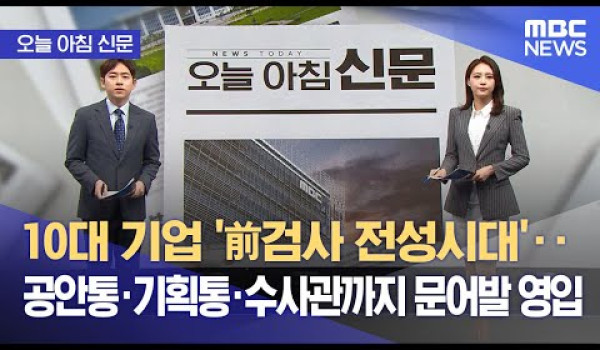 오늘 아침 신문
MBC
NEWS
NEWS TODAY
오늘 아침 신문
MBC
10대 기업 '前검사 전성시대'‥
공안통·기획통·수사관까지 문어발 영입